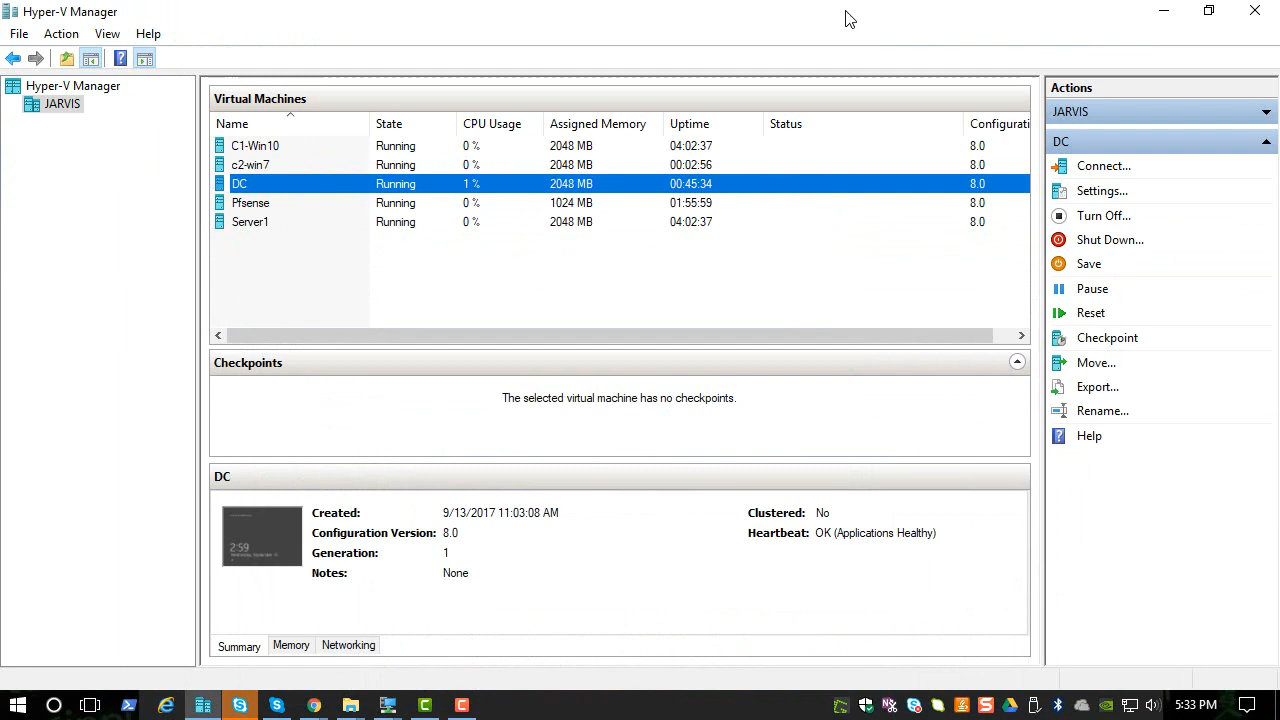 Hyper-V Manager
File Action View Help
Hyper-V Manager
JARVIS
Virtual Machines
Name State CPU Usage Assigned Memory Uptime Status Configurati
C1-Win10 Running 0 % 2048 MB 04:02:37 8.0
c2-win7 Running 0 % 2048 MB 00:02:56 8.0
DC Running 1 % 2048 MB 00:45:34 8.0
Pfsense Running 0 % 1024 MB 01:55:59 8.0
Server1 Running 0 % 2048 MB 04:02:37 8.0
Checkpoints
The selected virtual machine has no checkpoints.
DC
2:59
Created: 9/13/2017 11:03:08 AM Clustered: No
Configuration Version: 8.0 Heartbeat: OK (Applications Healthy)
Generation: 1
Notes: None
Summary Memory Networking
Actions
JARVIS
DC
Connect...
Settings...
Turn Off...
Shut Down...
Save
Pause
Reset
Checkpoint
Move...
Export...
Rename...
Help
5:33 PM